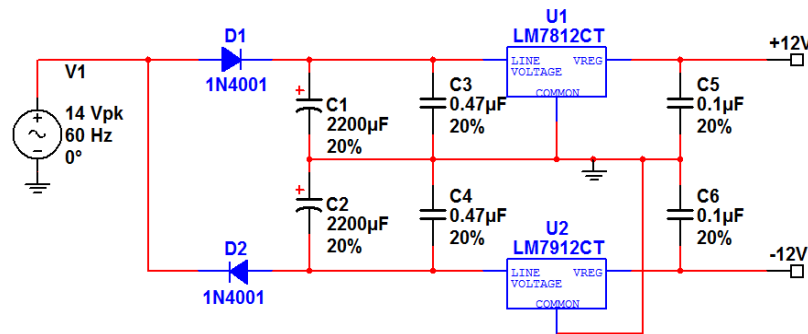 V1
14 Vpk
60 Hz
0°
D1
1N4001
+
C1
2200µF
20%
C3
0.47µF
20%
U1
LM7812CT
LINE VREG
VOLTAGE
COMMON
C5
0.1µF
20%
+12V
+
C2
2200µF
20%
C4
0.47µF
20%
D2
1N4001
U2
LM7912CT
LINE VREG
VOLTAGE
COMMON
C6
0.1µF
20%
-12V